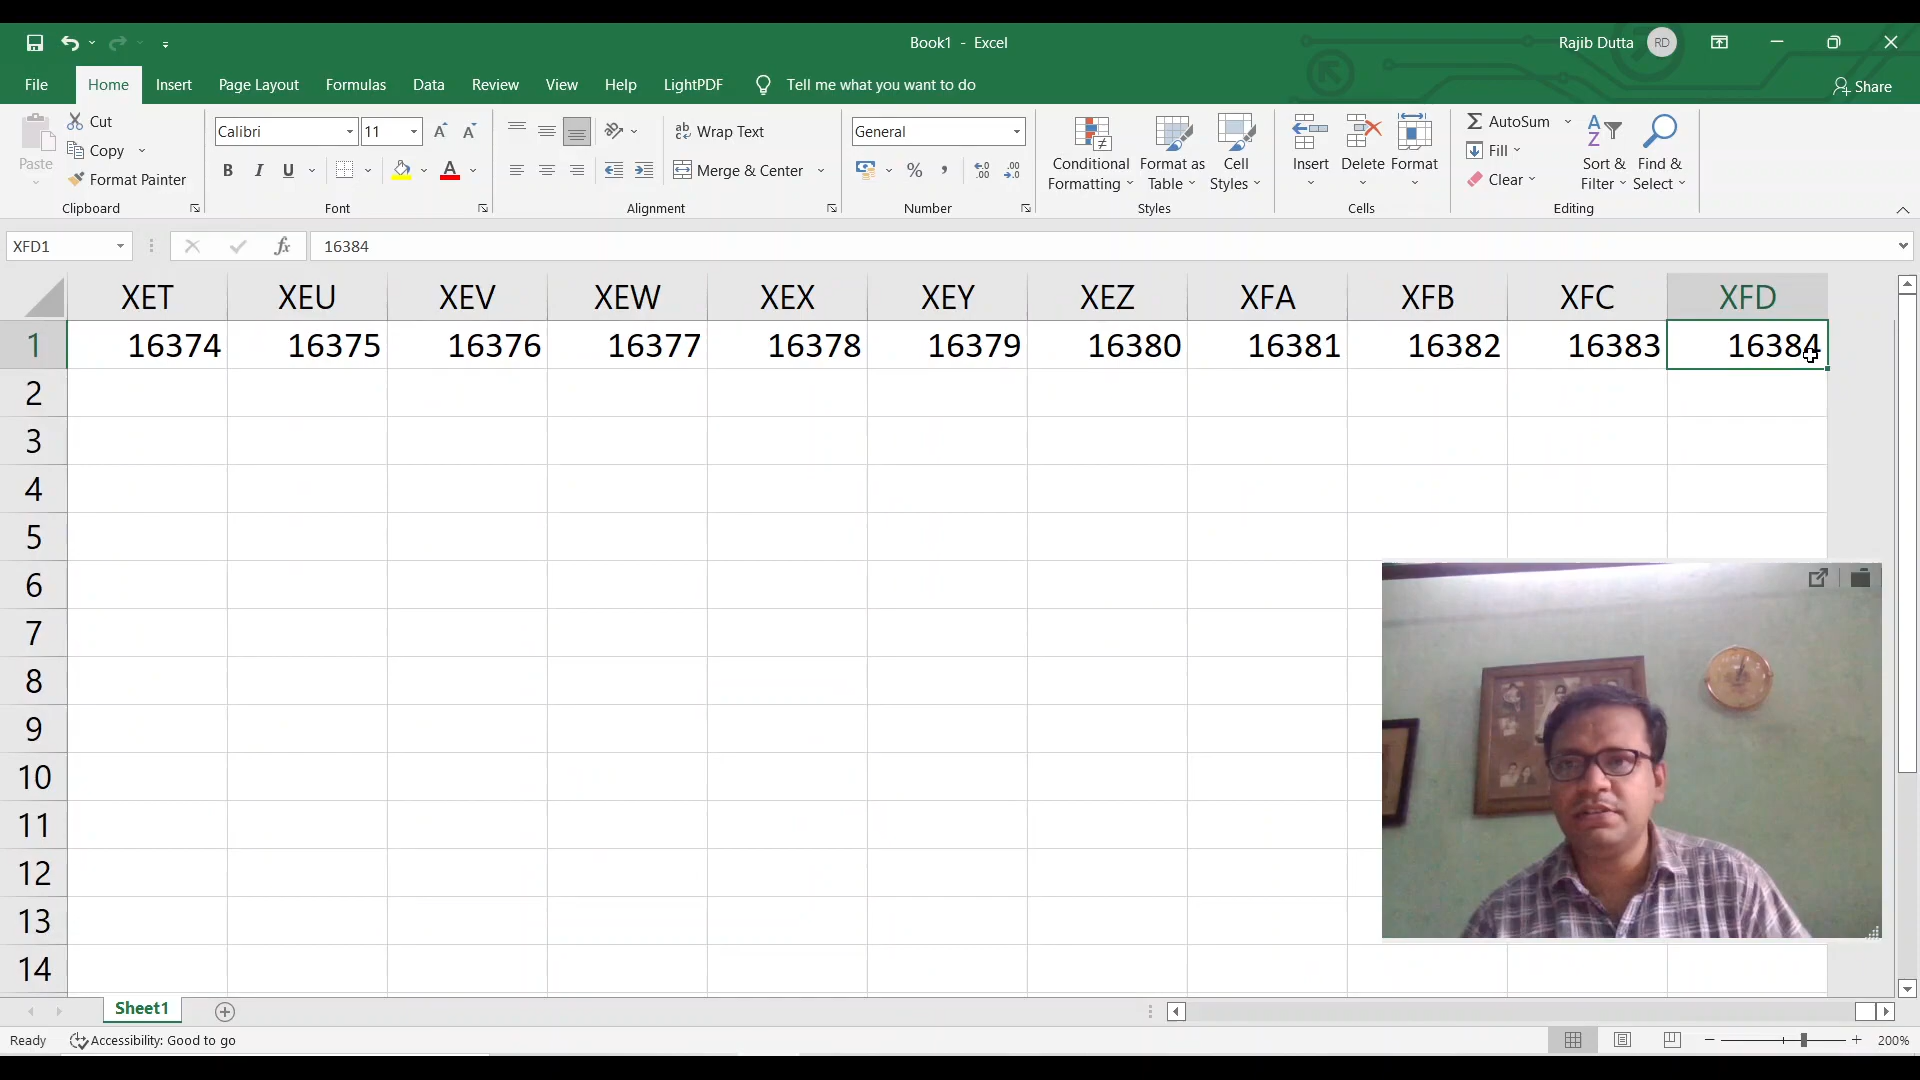 Book1 - Excel
Rajib Dutta RD
File Home Insert Page Layout Formulas Data Review View Help LightPDF Tell me what you want to do Share
Paste
Cut
Copy
Format Painter
Clipboard
Calibri 11
B I U A
Font
ab Wrap Text
Merge & Center
Alignment
General
% , .00 .00
Number
Conditional Formatting
Format as Table
Cell Styles
Styles
Insert Delete Format
Cells
AutoSum
Fill
Clear
Sort & Filter
Find & Select
Editing
XFD1 fx 16384
XET XEU XEV XEW XEX XEY XEZ XFA XFB XFC XFD
1 16374 16375 16376 16377 16378 16379 16380 16381 16382 16383 16384
2
3
4
5
6
7
8
9
10
11
12
13
14
Sheet1
Ready Accessibility: Good to go 200%